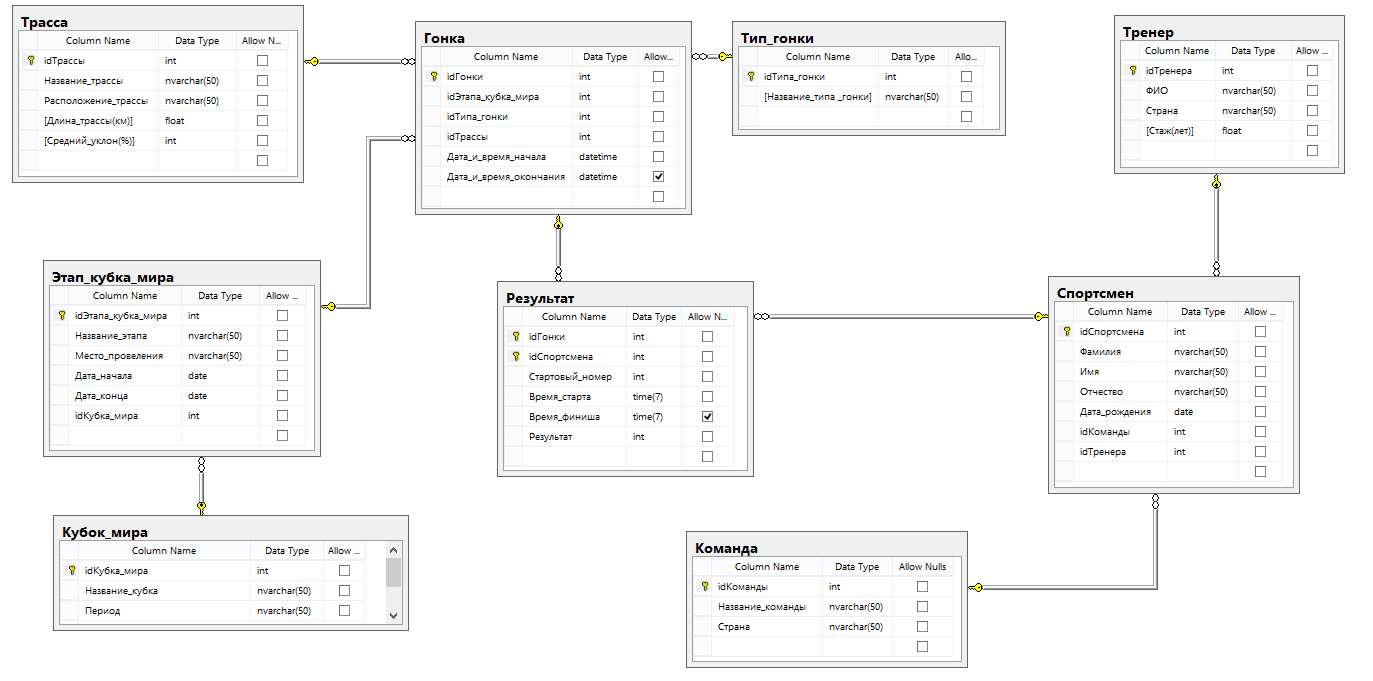 Трасса
Column Name Data Type Allow N...
idТрассы int
Название_трассы nvarchar(50)
Расположение_трассы nvarchar(50)
[Длина_трассы(км)] float
[Средний_уклон(%)] int
Гонка
Column Name Data Type Allow...
idГонки int
idЭтапа_кубка_мира int
idТипа_гонки int
idТрассы int
Дата_и_время_начала datetime
Дата_и_время_окончания datetime
Тип_гонки
Column Name Data Type Allo...
idТипа_гонки int
[Название_типа _гонки] nvarchar(50)
Тренер
Column Name Data Type Allow ...
idТренера int
ФИО nvarchar(50)
Страна nvarchar(50)
[Стаж(лет)] float
Этап_кубка_мира
Column Name Data Type Allow ...
idЭтапа_кубка_мира int
Название_этапа nvarchar(50)
Место_провеления nvarchar(50)
Дата_начала date
Дата_конца date
idКубка_мира int
Результат
Column Name Data Type Allow N...
idГонки int
idСпортсмена int
Стартовый_номер int
Время_старта time(7)
Время_финиша time(7)
Результат int
Спортсмен
Column Name Data Type Allow ...
idСпортсмена int
Фамилия nvarchar(50)
Имя nvarchar(50)
Отчество nvarchar(50)
Дата_рождения date
idКоманды int
idТренера int
Кубок_мира
Column Name Data Type Allow ...
idКубка_мира int
Название_кубка nvarchar(50)
Период nvarchar(50)
Команда
Column Name Data Type Allow Nulls
idКоманды int
Название_команды nvarchar(50)
Страна nvarchar(50)